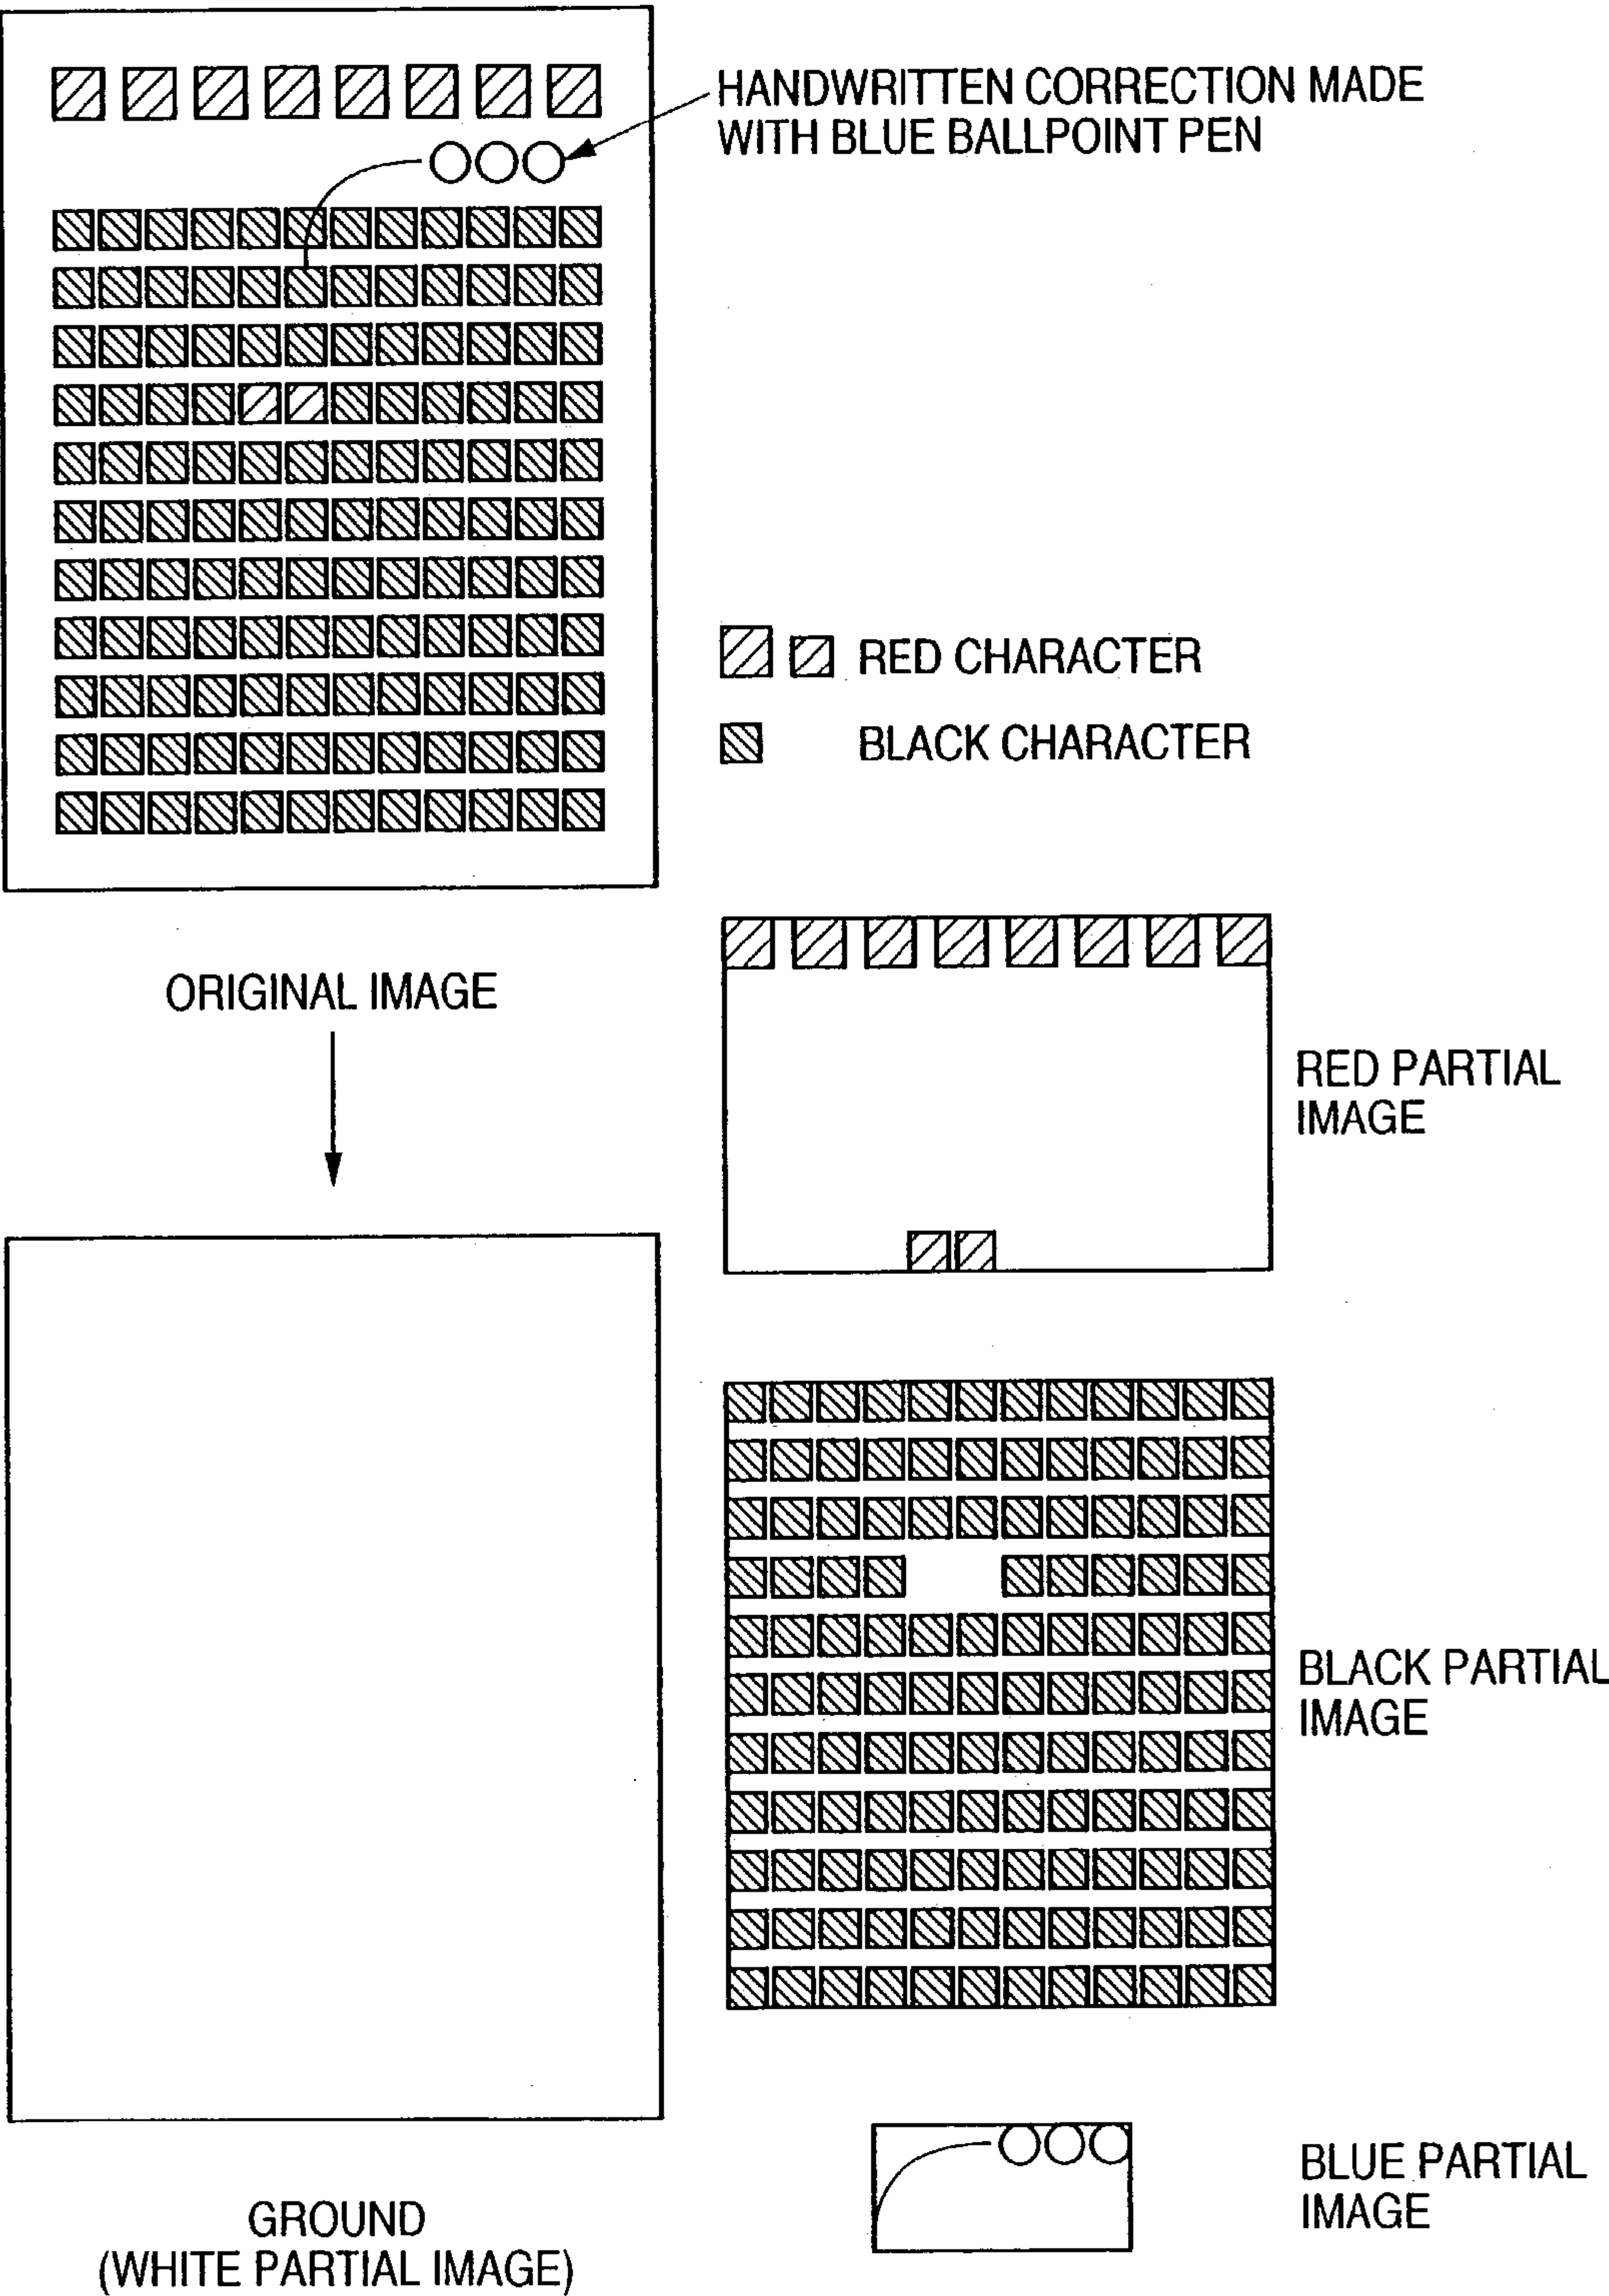 HANDWRITTEN CORRECTION MADE
WITH BLUE BALLPOINT PEN
RED CHARACTER
BLACK CHARACTER
ORIGINAL IMAGE
RED PARTIAL
IMAGE
BLACK PARTIAL
IMAGE
BLUE PARTIAL
IMAGE
GROUND
(WHITE PARTIAL IMAGE)